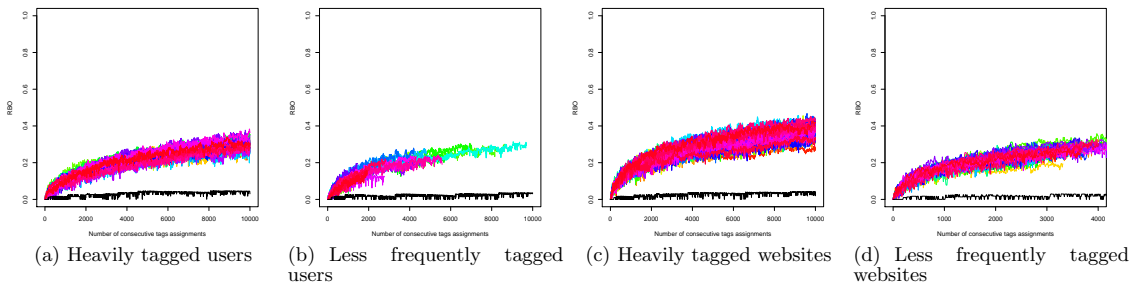 1.0
0.8
0.6
0.4
0.2
0.0
RBO
0 2000 4000 6000 8000 10000
Number of consecutive tags assignments
(a) Heavily tagged users
1.0
0.8
0.6
0.4
0.2
0.0
RBO
0 2000 4000 6000 8000 10000
Number of consecutive tags assignments
(b) Less frequently tagged
users
1.0
0.8
0.6
0.4
0.2
0.0
RBO
0 2000 4000 6000 8000 10000
Number of consecutive tags assignments
(c) Heavily tagged websites
1.0
0.8
0.6
0.4
0.2
0.0
RBO
0 1000 2000 3000 4000
Number of consecutive tags assignments
(d) Less frequently tagged
websites